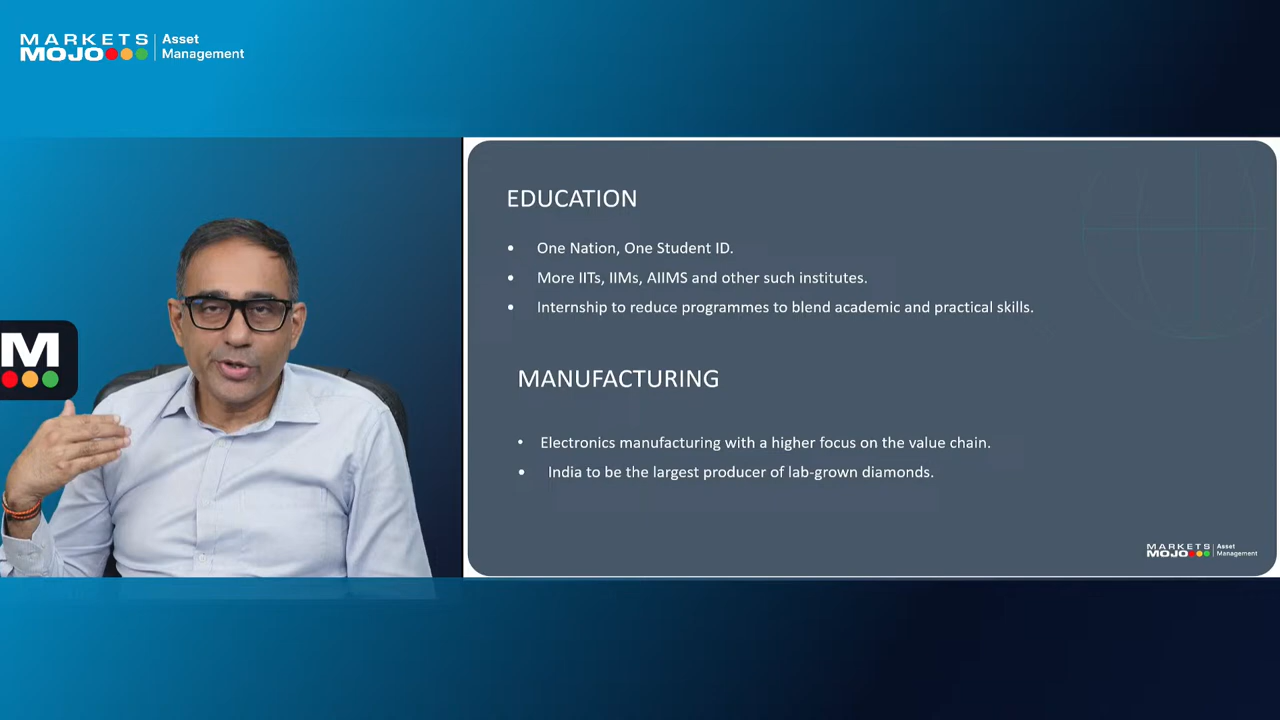 MARKETS
MOJO
Asset
Management
EDUCATION
• One Nation, One Student ID.
• More IITs, IIMs, AIIMS and other such institutes.
• Internship to reduce programmes to blend academic and practical skills.
MANUFACTURING
• Electronics manufacturing with a higher focus on the value chain.
• India to be the largest producer of lab-grown diamonds.
M
MARKETS
MOJO
Asset
Management